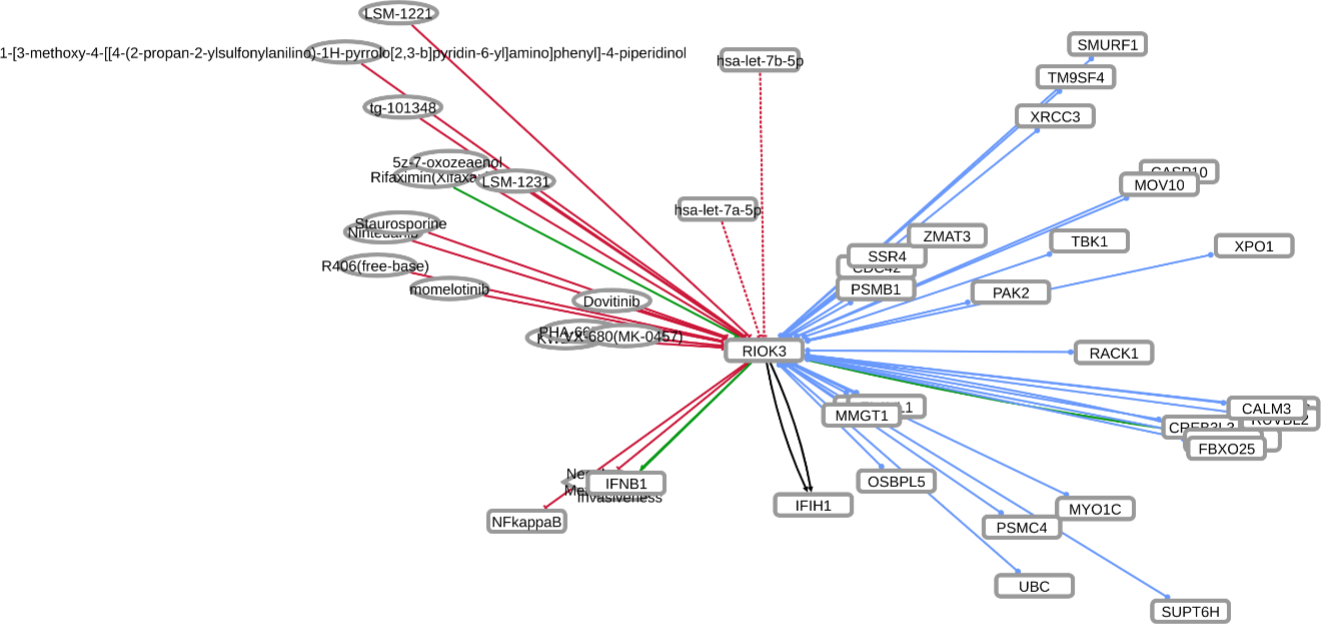 LSM-1221
SMURF1
1-[3-methoxy-4-[[4-(2-propan-2-ylsulfonylanilino)-1H-pyrrolo[2,3-b]pyridin-6-yl]amino]phenyl]-4-piperidinol
hsa-let-7b-5p
TM9SF4
tg-101348
XRCC3
5z-7-oxozeaenol
CASP10
Rifaximin(Xifaxa
LSM-1231
MOV10
hsa-let-7a-5p
Staurosporine
Nintedanib
ZMAT3
TBK1
XPO1
SSR4
R406(free-base)
CDC42
momelotinib
PSMB1
PAK2
Dovitinib
VX-680(MK-0457)
RIOK3
RACK1
CALM3
MMGT1
RUVBL2
CREB3L3
FBXO25
IFNB1
OSBPL5
Invasiveness
IFIH1
MYO1C
NFkappaB
PSMC4
UBC
SUPT6H